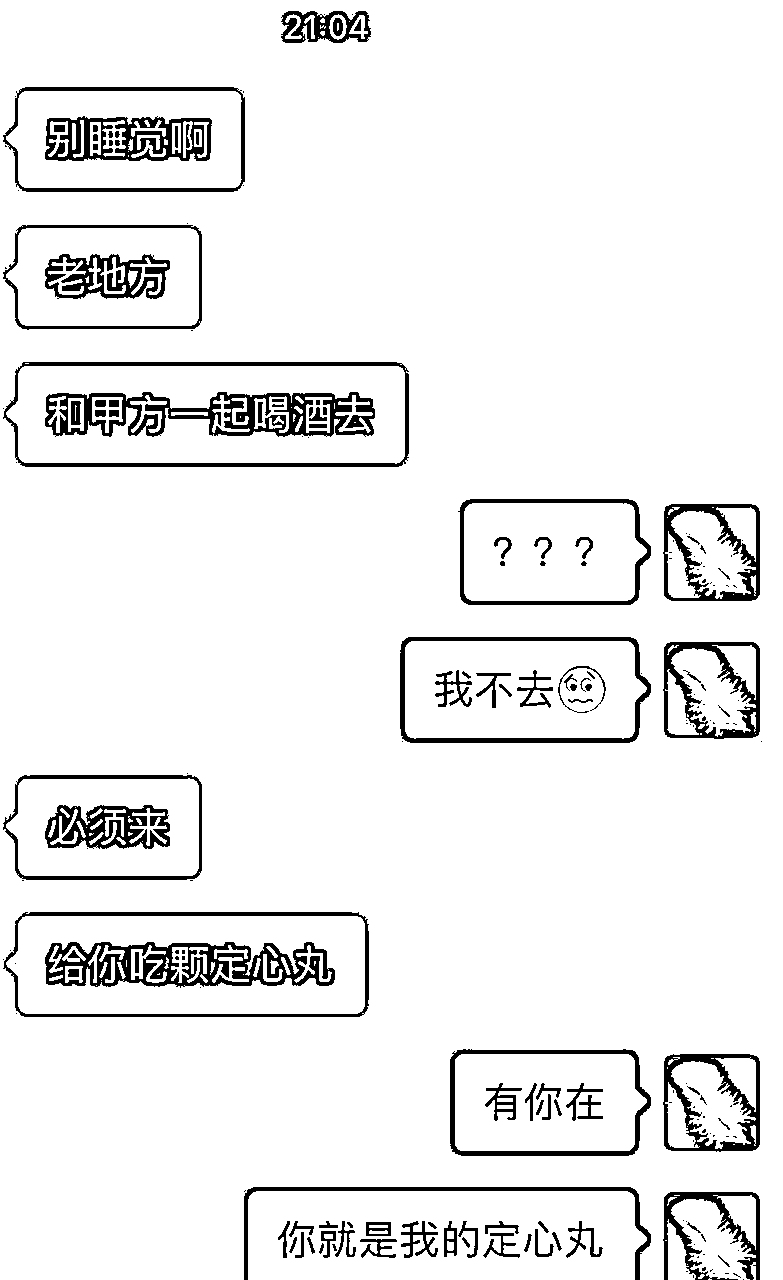 21:04
别睡觉啊
老地方
和甲方一起喝酒去
？？？
我不去
必须来
给你吃颗定心丸
有你在
你就是我的定心丸